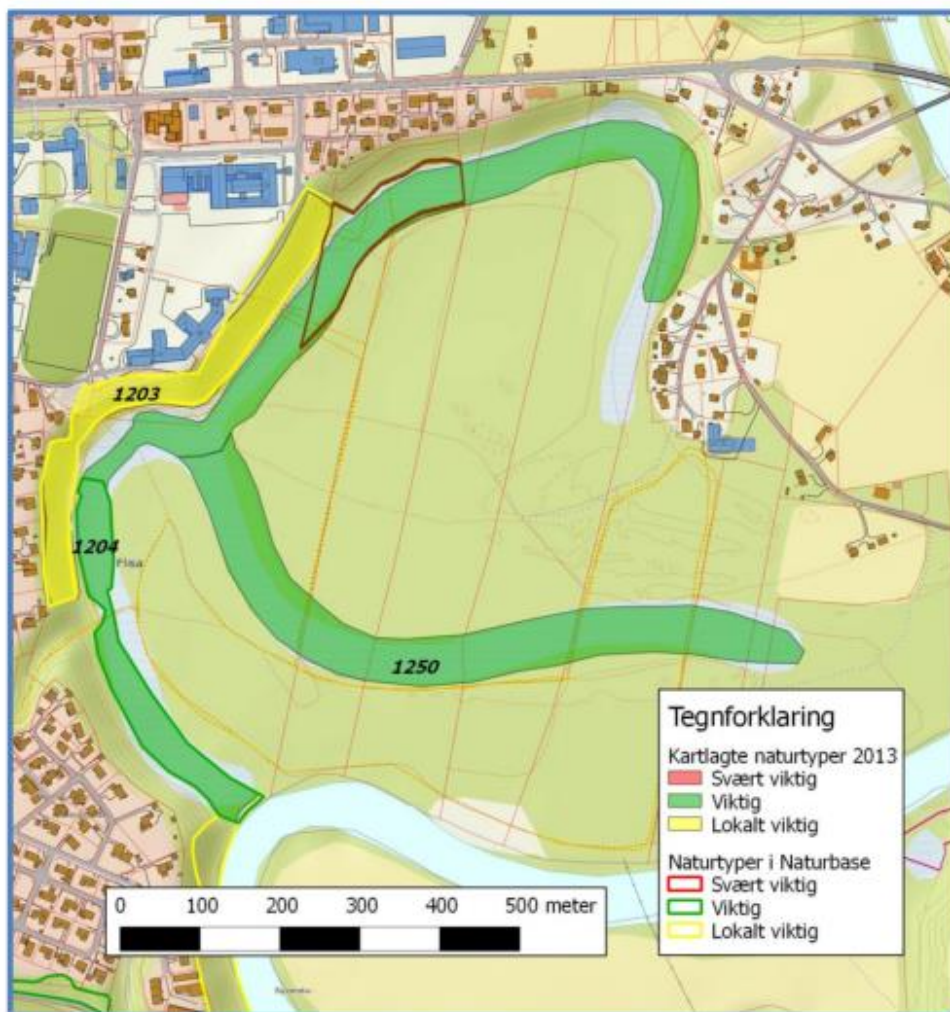 1203
1204
Flisa
1250
Tegnforklaring
Kartlagte naturtyper 2013
Svært viktig
Viktig
Lokalt viktig
Naturtyper i Naturbase
Svært viktig
Viktig
Lokalt viktig
0 100 200 300 400 500 meter